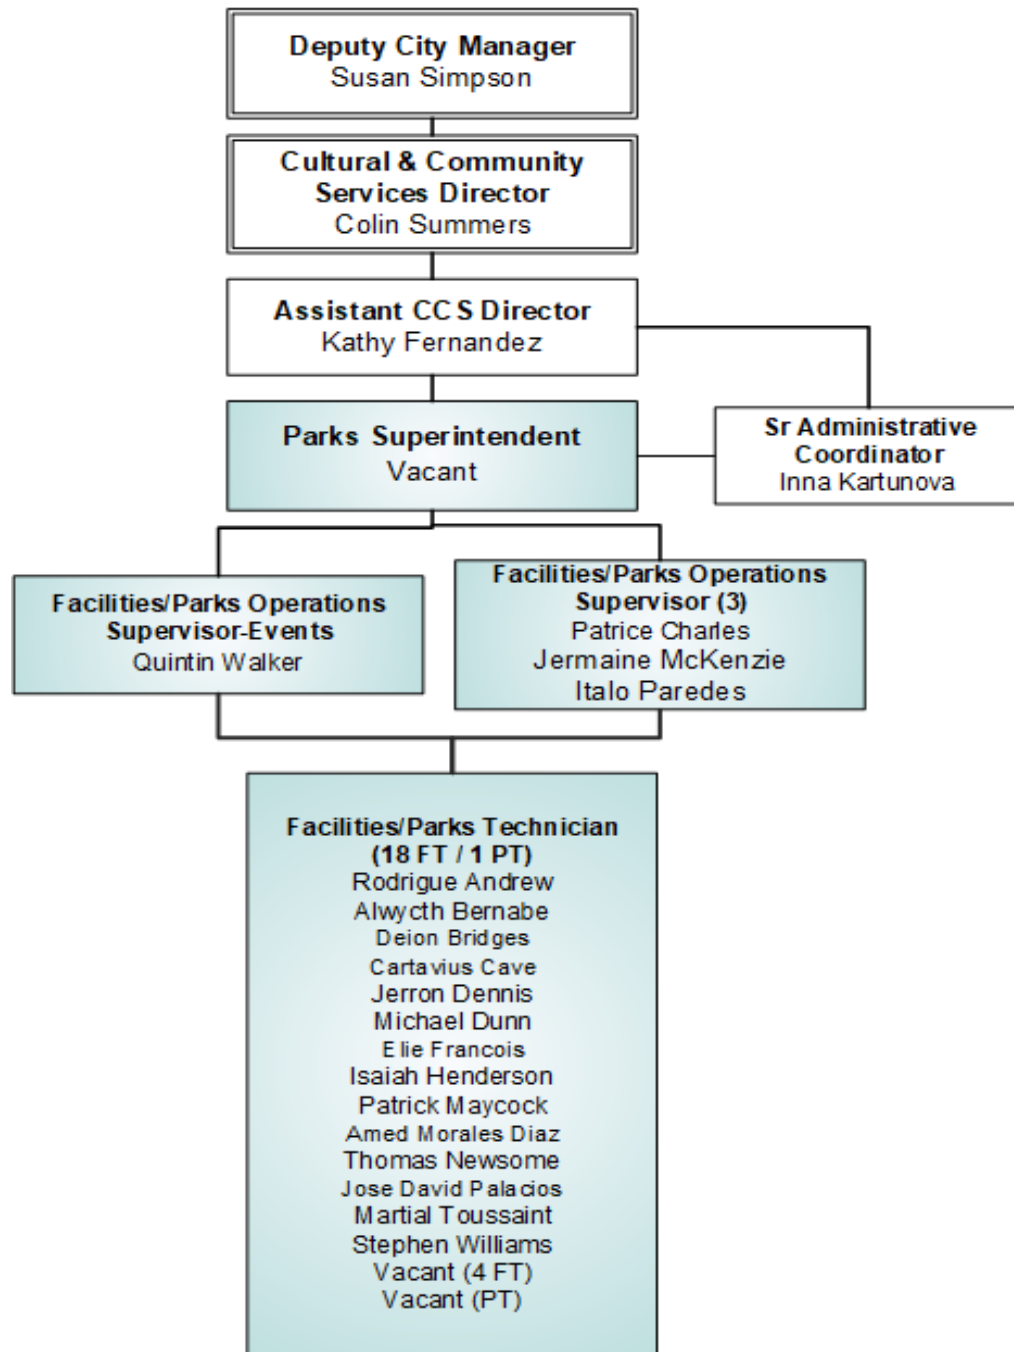 Deputy City Manager
Susan Simpson
Cultural & Community
Services Director
Colin Summers
Assistant CCS Director
Kathy Fernandez
Parks Superintendent
Vacant
Sr Administrative
Coordinator
Inna Kartunova
Facilities/Parks Operations
Supervisor-Events
Quintin Walker
Facilities/Parks Operations
Supervisor (3)
Patrice Charles
Jermaine McKenzie
Italo Paredes
Facilities/Parks Technician
(18 FT / 1 PT)
Rodrigue Andrew
Alwycth Bernabe
Deion Bridges
Cartavius Cave
Jerron Dennis
Michael Dunn
Elie Francois
Isaiah Henderson
Patrick Maycock
Amed Morales Diaz
Thomas Newsome
Jose David Palacios
Martial Toussaint
Stephen Williams
Vacant (4 FT)
Vacant (PT)